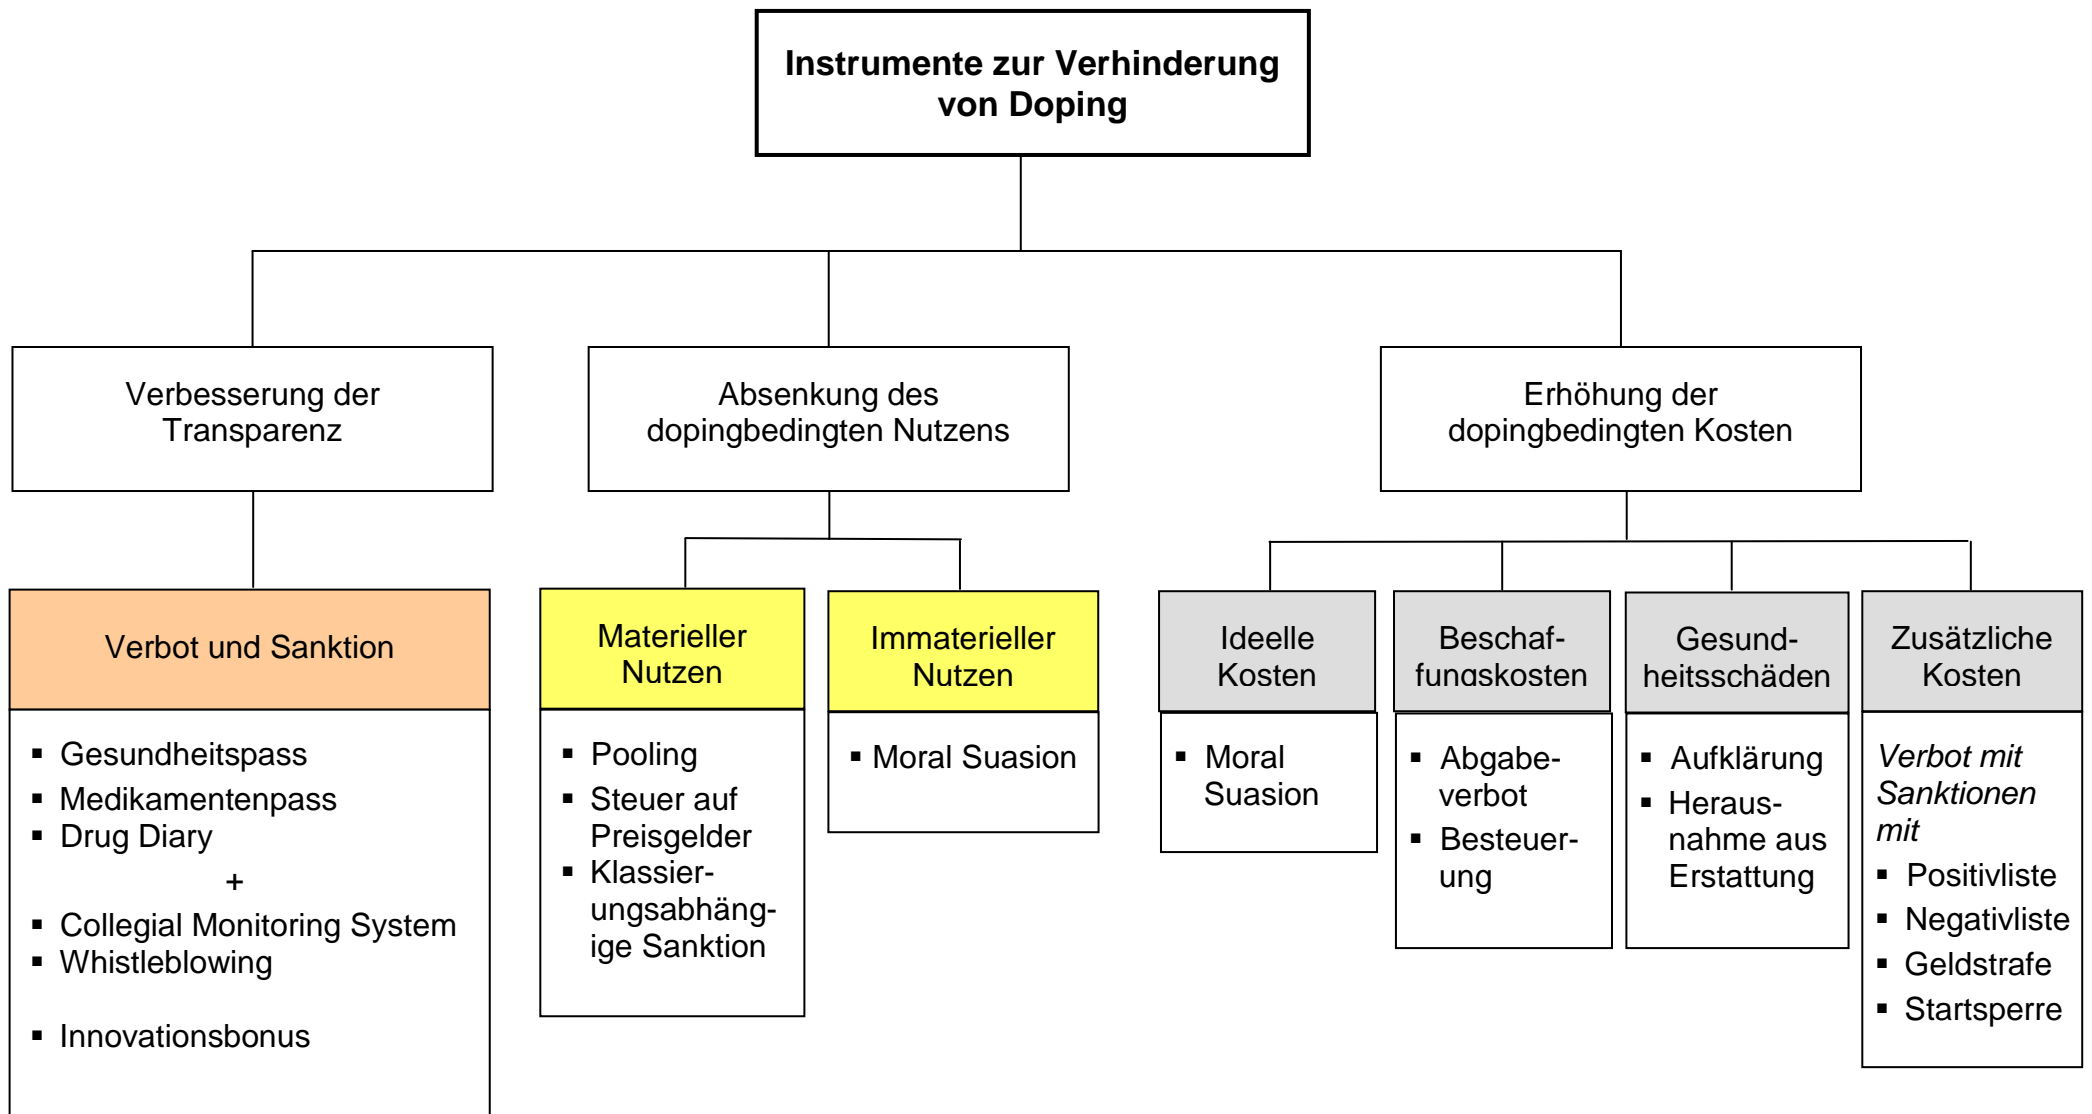 Instrumente zur Verhinderung
von Doping
Verbesserung der
Transparenz
Absenkung des
dopingbedingten Nutzens
Erhöhung der
dopingbedingten Kosten
Verbot und Sanktion
▪ Gesundheitspass
▪ Medikamentenpass
▪ Drug Diary
+
▪ Collegial Monitoring System
▪ Whistleblowing
▪ Innovationsbonus
Materieller
Nutzen
▪ Pooling
▪ Steuer auf
Preisgelder
▪ Klassier-
ungsabhäng-
ige Sanktion
Immaterieller
Nutzen
▪ Moral Suasion
Ideelle
Kosten
▪ Moral
Suasion
Beschaf-
fungskosten
▪ Abgabe-
verbot
▪ Besteuer-
ung
Gesund-
heitsschäden
▪ Aufklärung
▪ Heraus-
nahme aus
Erstattung
Zusätzliche
Kosten
Verbot mit
Sanktionen
mit
▪ Positivliste
▪ Negativliste
▪ Geldstrafe
▪ Startsperre